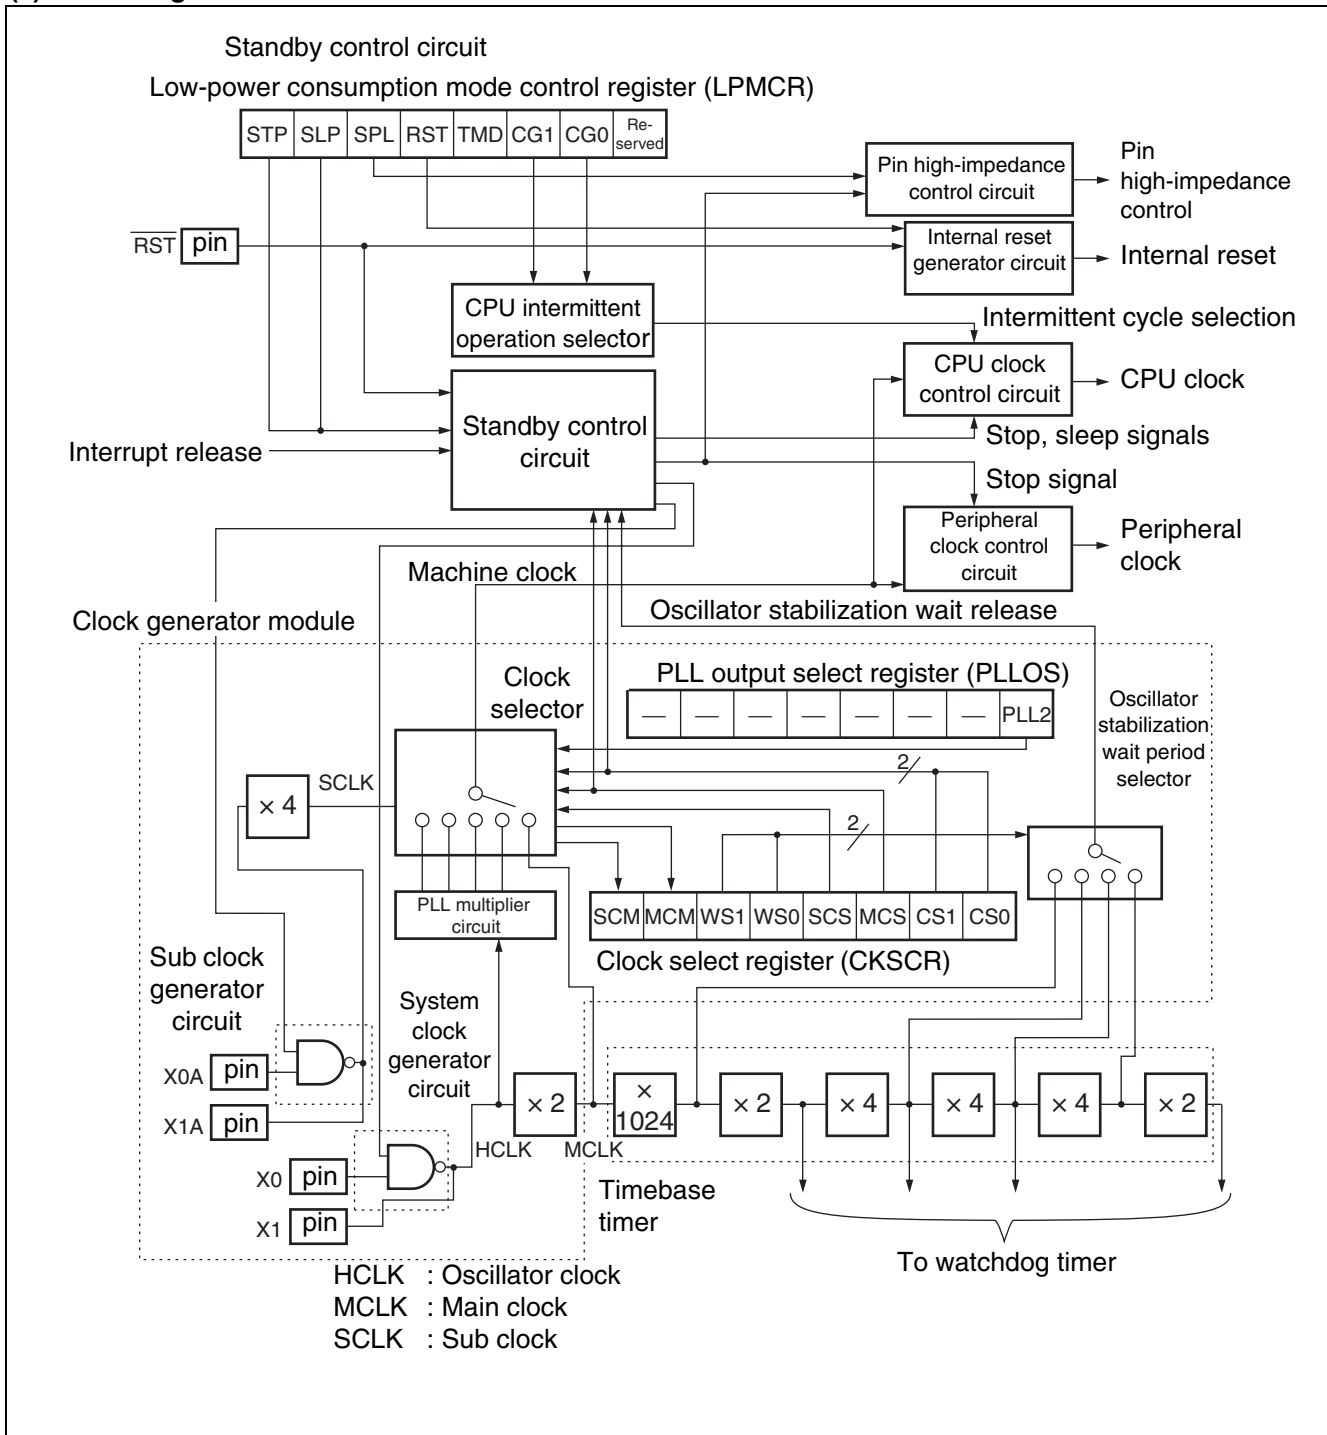 Standby control circuit
Low-power consumption mode control register (LPMCR)
STP SLP SPL RST TMD CG1 CG0 Re-
served
Pin high-impedance
control circuit
Pin
high-impedance
control
RST pin
Internal reset
generator circuit
Internal reset
CPU intermittent
operation selector
Intermittent cycle selection
CPU clock
control circuit
CPU clock
Standby control
circuit
Interrupt release
Stop, sleep signals
Stop signal
Peripheral
clock control
circuit
Peripheral
clock
Machine clock
Oscillator stabilization wait release
Clock generator module
PLL output select register (PLLOS)
— — — — — — — PLL2
Clock
selector
Oscillator
stabilization
wait period
selector
2
× 4
SCLK
2
PLL multiplier
circuit
SCM MCM WS1 WS0 SCS MCS CS1 CS0
Clock select register (CKSCR)
Sub clock
generator
circuit
System
clock
generator
circuit
X0A pin
X1A pin
× 2
×
1024
× 2
× 4
× 4
× 4
× 2
HCLK
MCLK
X0 pin
X1 pin
Timebase
timer
To watchdog timer
HCLK : Oscillator clock
MCLK : Main clock
SCLK : Sub clock